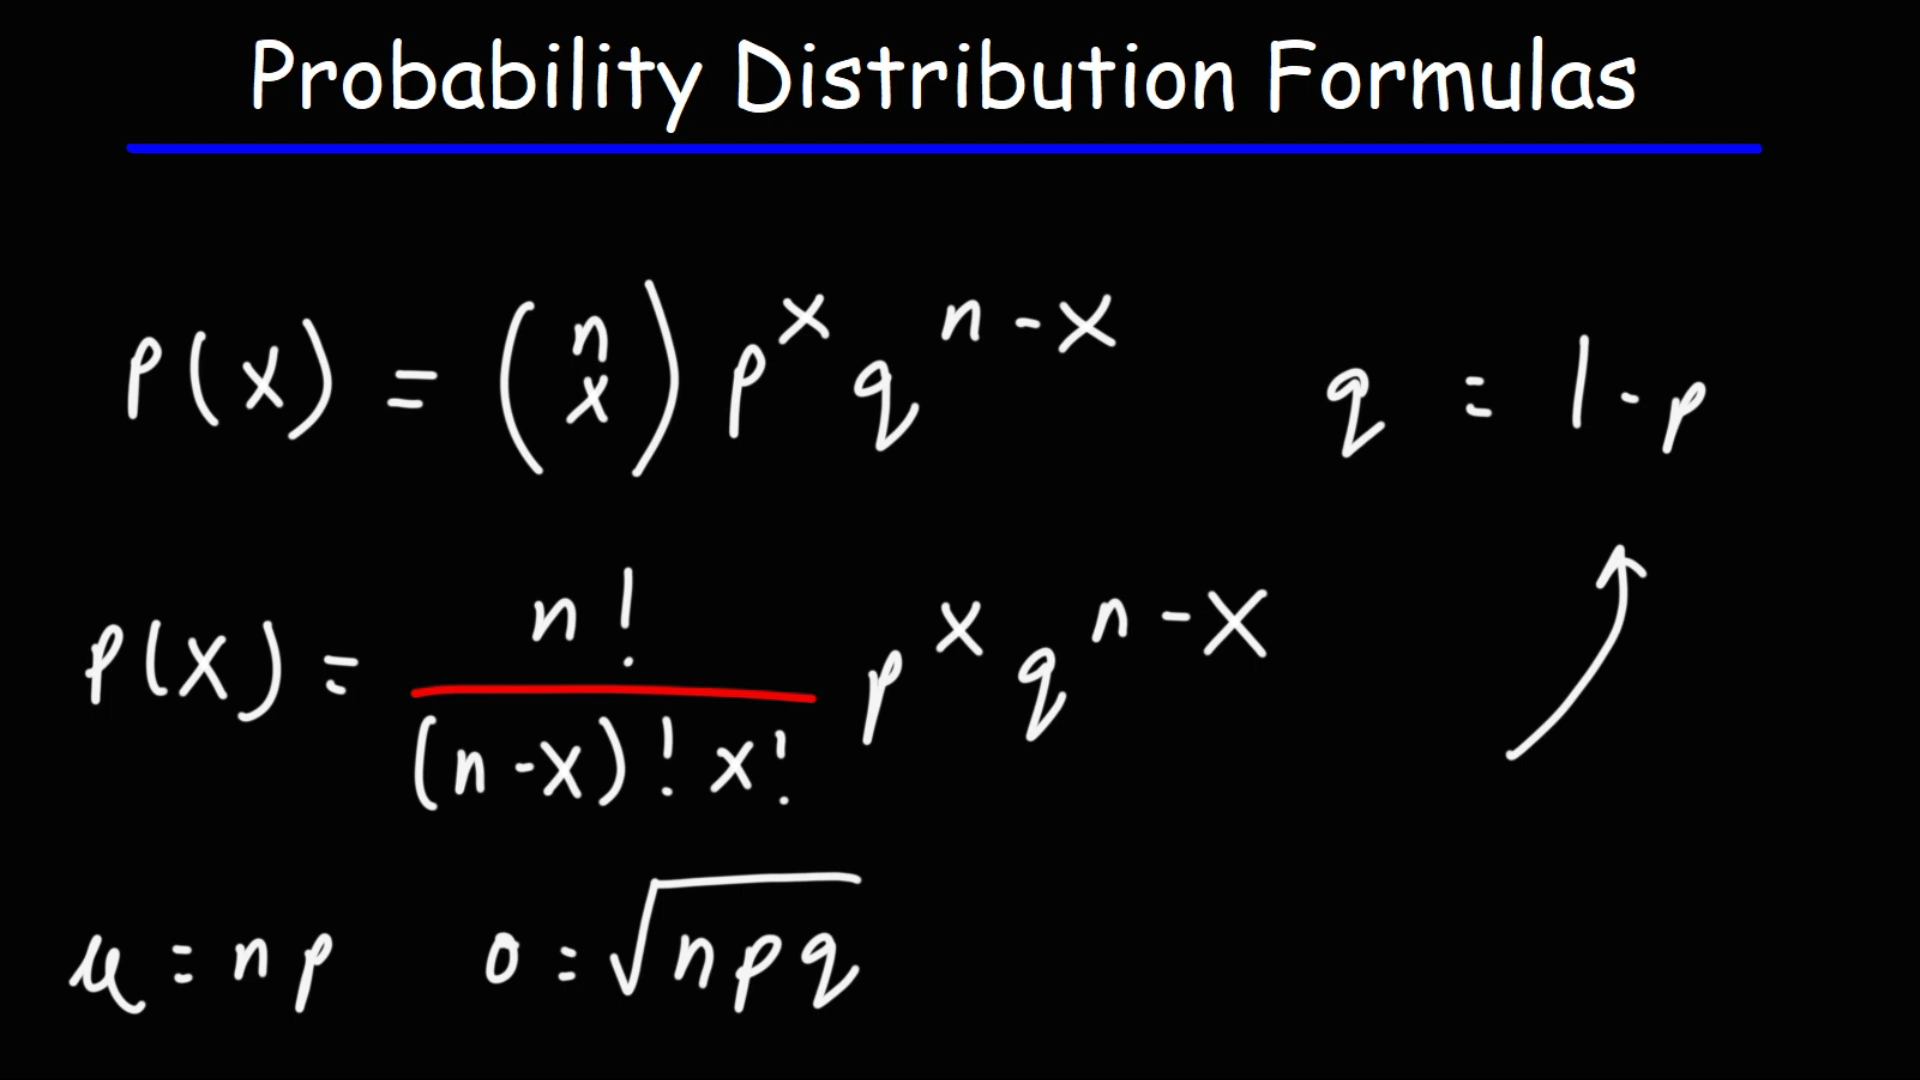 Probability Distribution Formulas
P(x) = (n x) p^x q^(n-x) q = 1-p
P(x) = n! / (n-x)! x! p^x q^(n-x)
μ = np σ = √npq